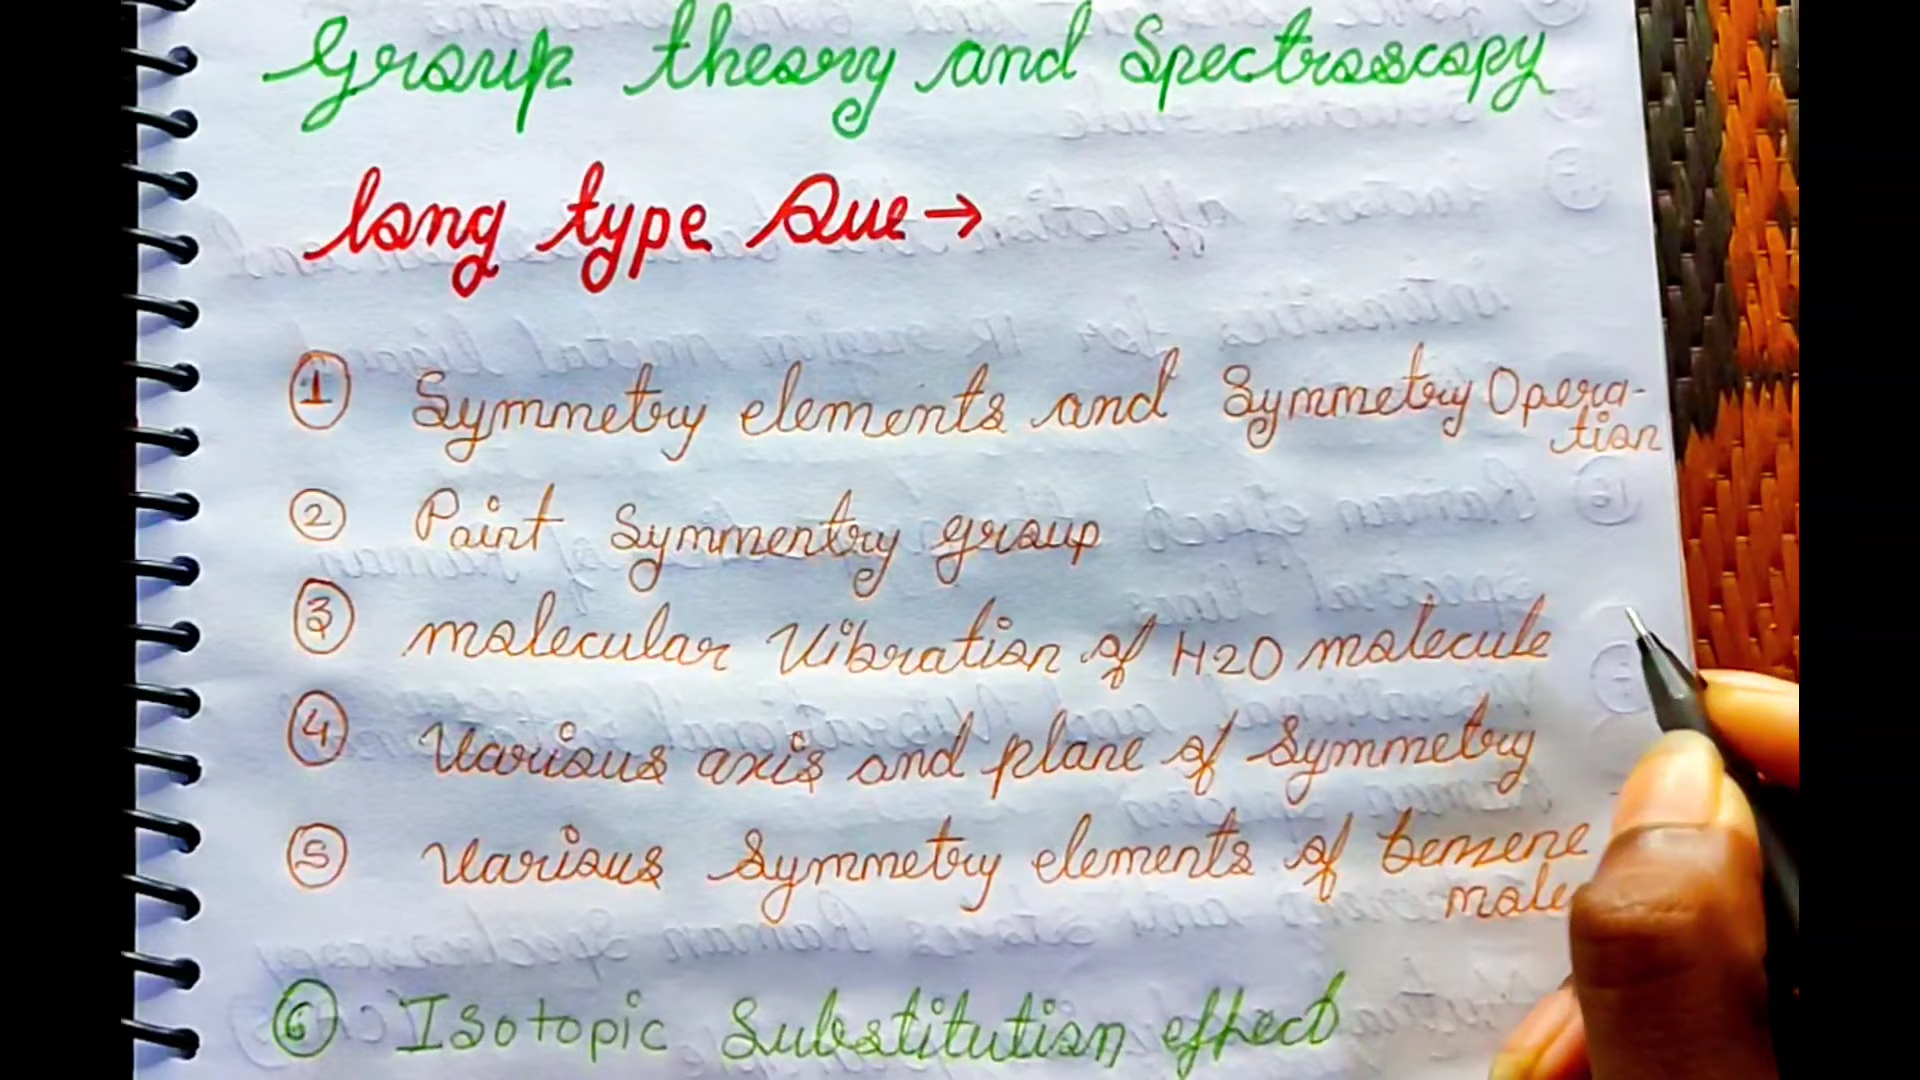 Group theory and Spectroscopy
long type Que →
① Symmetry elements and Symmetry Opera-
tion
② Point Symmentry group
③ molecular Vibration of H2O molecule
④ Various axis and plane of Symmetry
⑤ Various Symmetry elements of benzene
mole
⑥ Isotopic Substitution effect